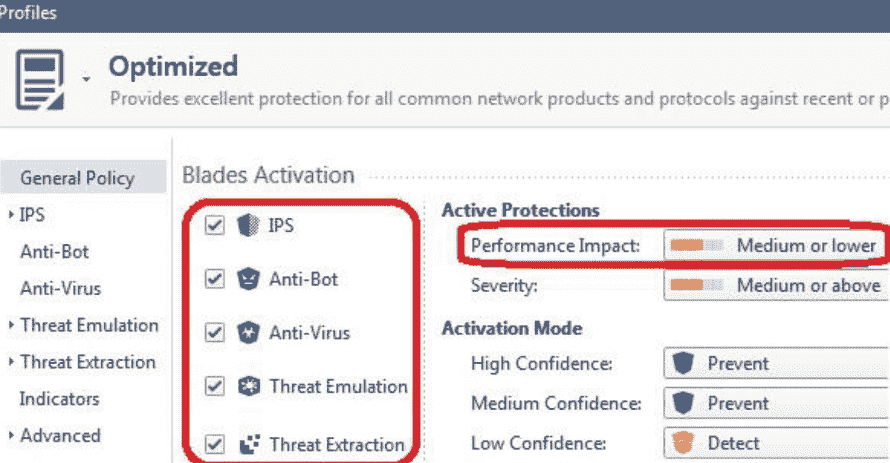 Profiles
Optimized
Provides excellent protection for all common network products and protocols against recent or p
General Policy
IPS
Anti-Bot
Anti-Virus
Threat Emulation
Threat Extraction
Indicators
Advanced
Blades Activation
IPS
Anti-Bot
Anti-Virus
Threat Emulation
Threat Extraction
Active Protections
Performance Impact: Medium or lower
Severity: Medium or above
Activation Mode
High Confidence: Prevent
Medium Confidence: Prevent
Low Confidence: Detect